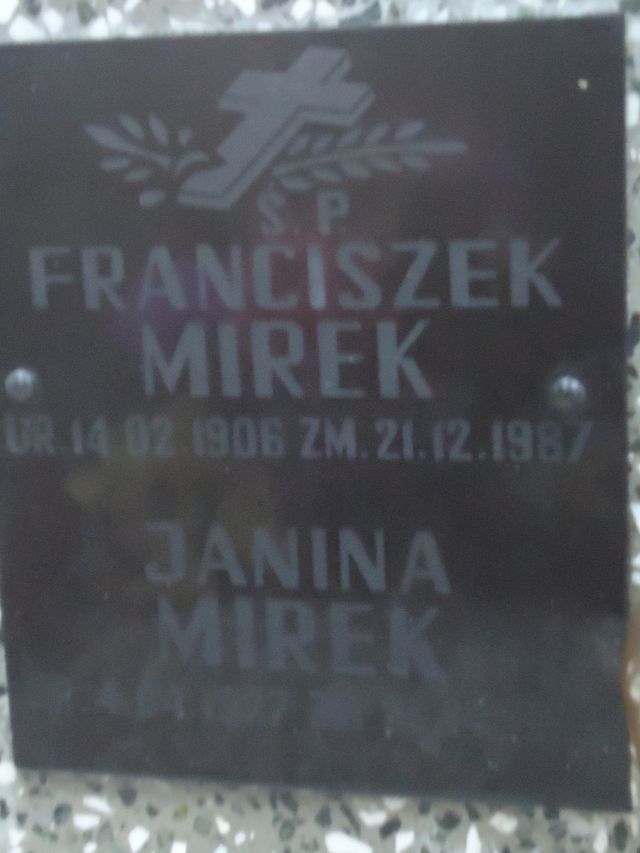 Ś. P.
FRANCISZEK
MIREK
UR. 14.02.1906 ZM. 21.12.1987
JANINA
MIREK